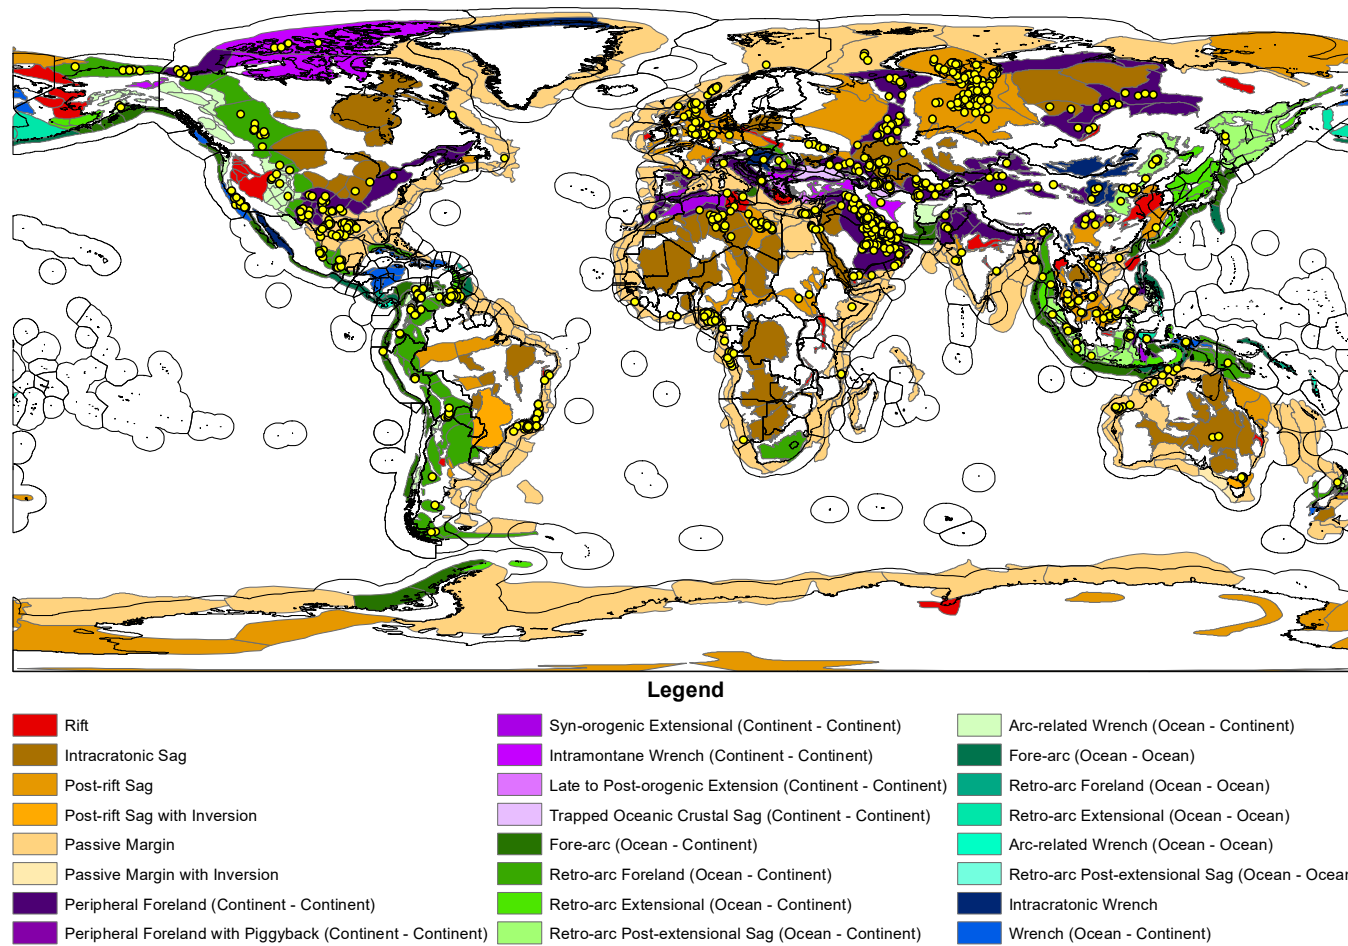 Legend
Rift
Intracratonic Sag
Post-rift Sag
Post-rift Sag with Inversion
Passive Margin
Passive Margin with Inversion
Peripheral Foreland (Continent - Continent)
Peripheral Foreland with Piggyback (Continent - Continent)
Syn-orogenic Extensional (Continent - Continent)
Intramontane Wrench (Continent - Continent)
Late to Post-orogenic Extension (Continent - Continent)
Trapped Oceanic Crustal Sag (Continent - Continent)
Fore-arc (Ocean - Continent)
Retro-arc Foreland (Ocean - Continent)
Retro-arc Extensional (Ocean - Continent)
Retro-arc Post-extensional Sag (Ocean - Continent)
Arc-related Wrench (Ocean - Continent)
Fore-arc (Ocean - Ocean)
Retro-arc Foreland (Ocean - Ocean)
Retro-arc Extensional (Ocean - Ocean)
Arc-related Wrench (Ocean - Ocean)
Retro-arc Post-extensional Sag (Ocean - Ocean
Intracratonic Wrench
Wrench (Ocean - Continent)